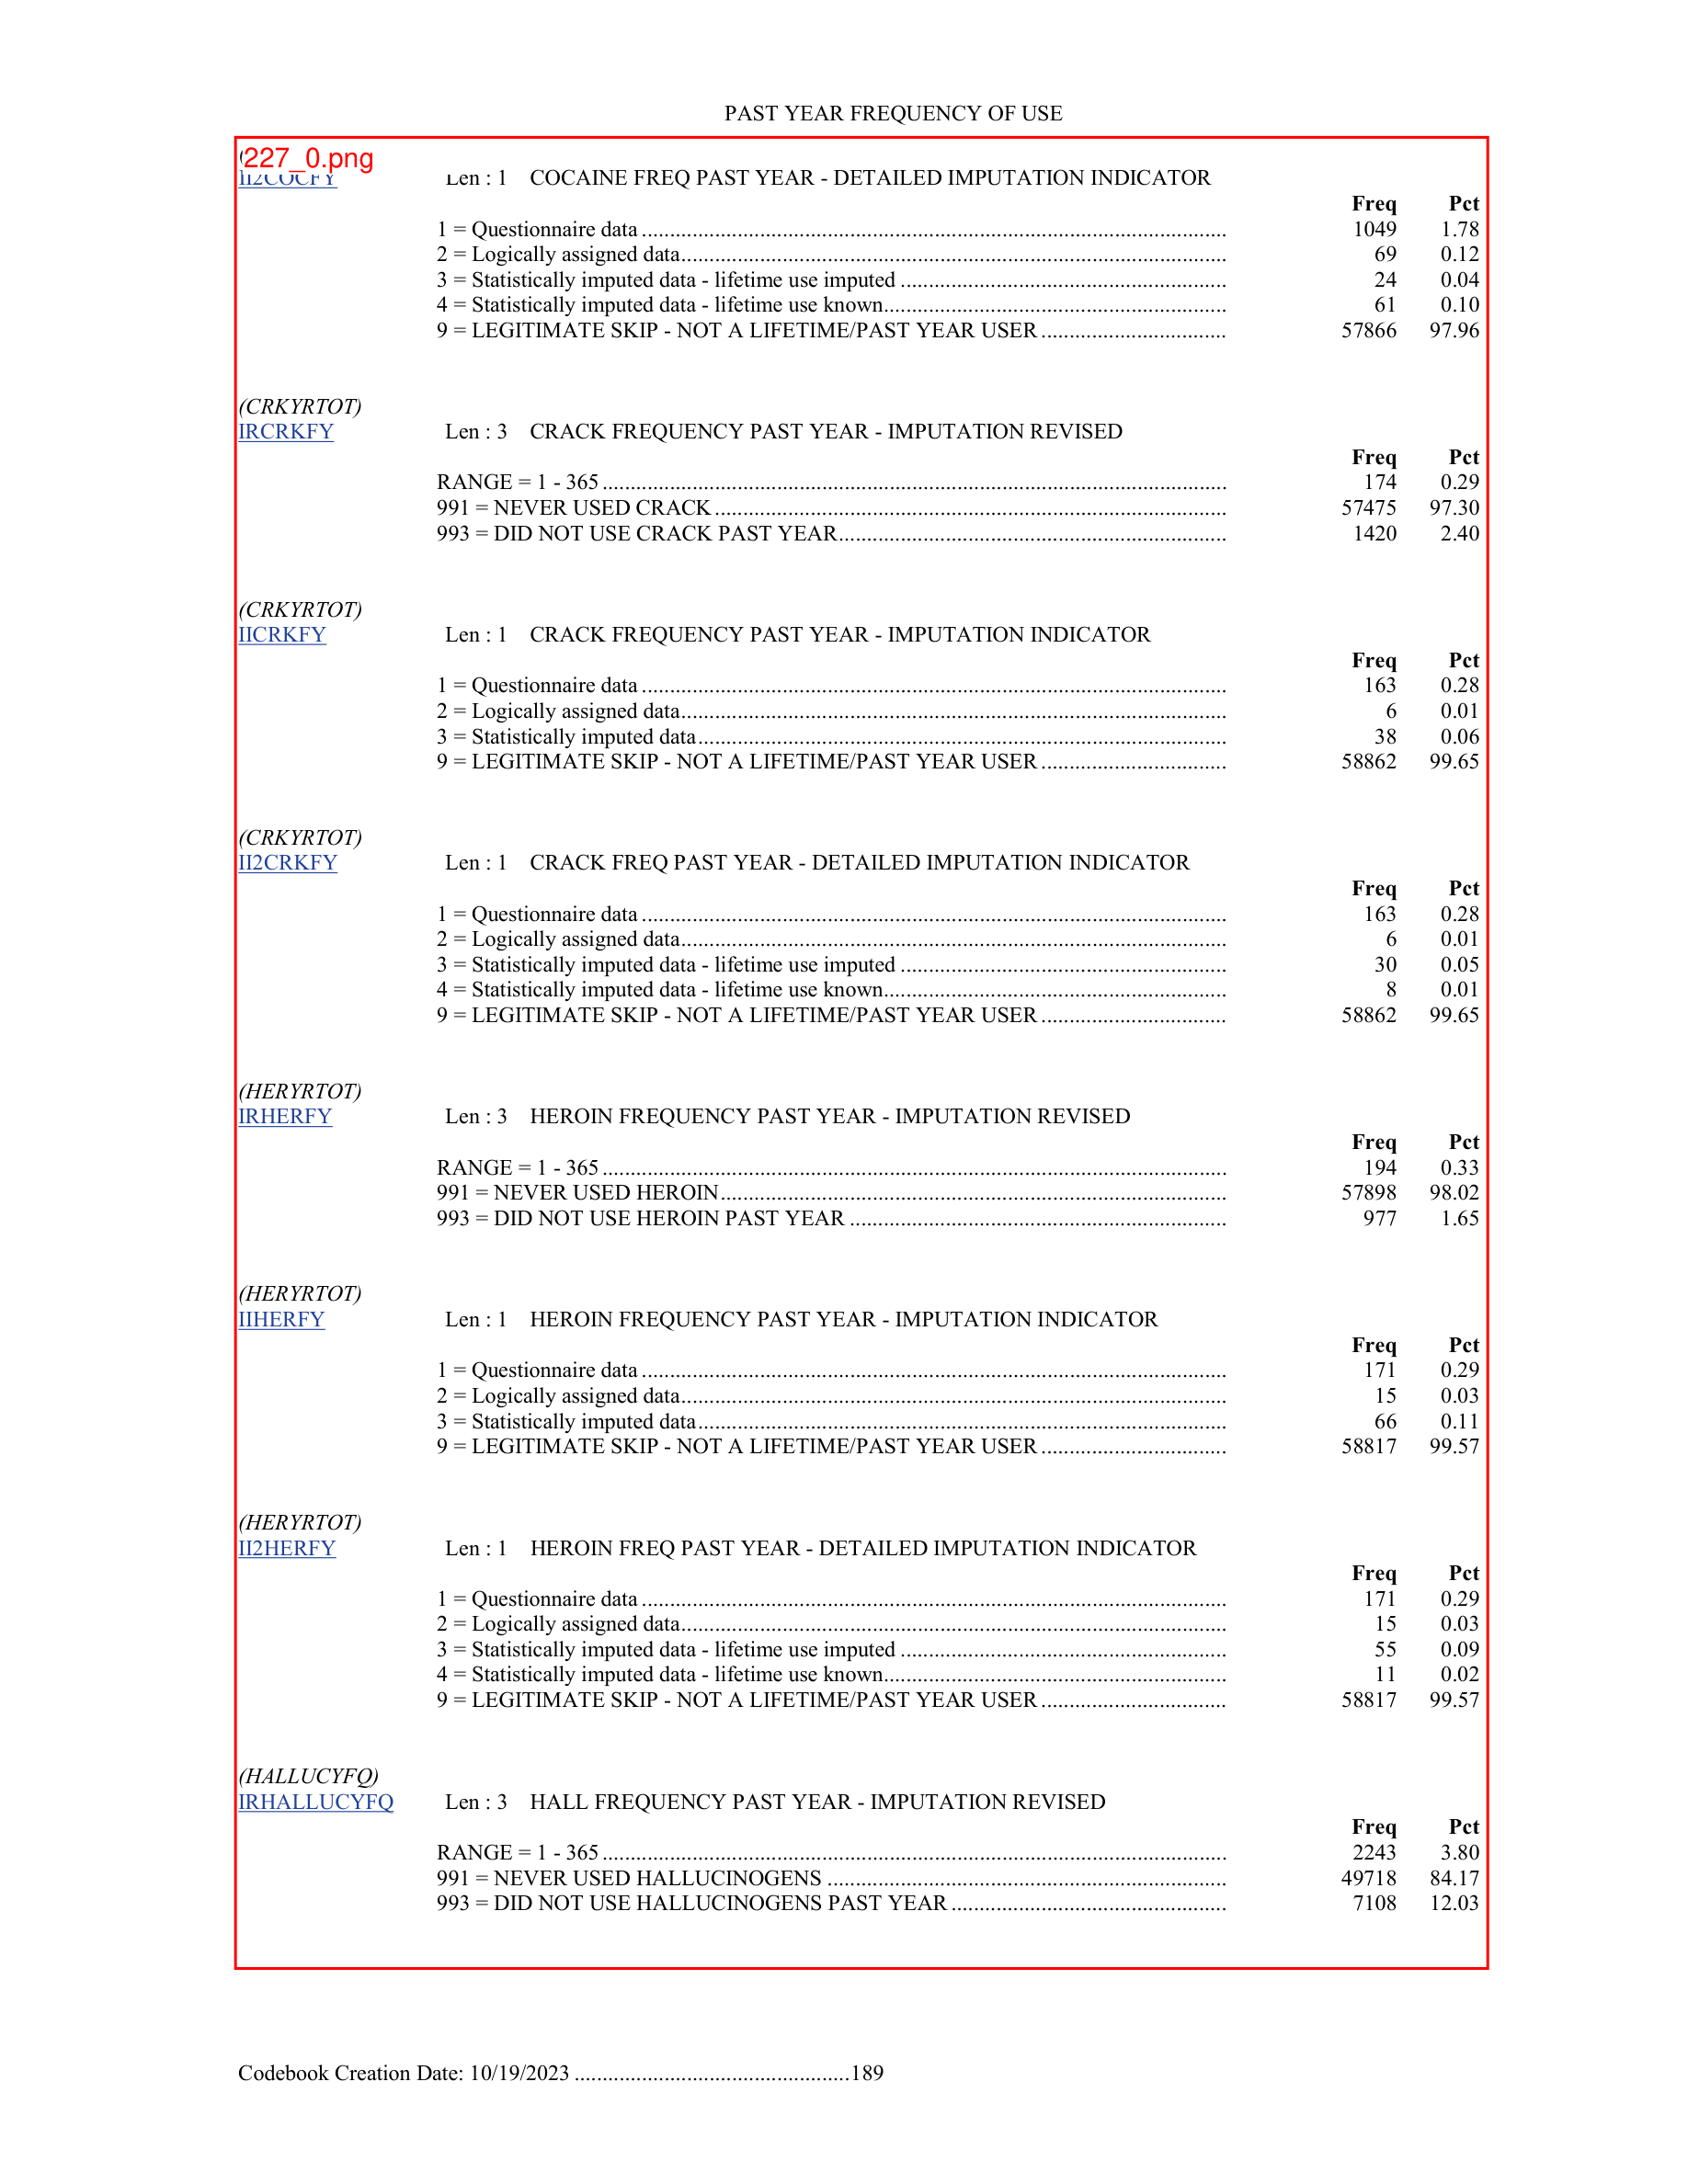 PAST YEAR FREQUENCY OF USE
227_0.png
II2COCFY Len : 1 COCAINE FREQ PAST YEAR - DETAILED IMPUTATION INDICATOR
Freq Pct
1 = Questionnaire data ........ 1049 1.78
2 = Logically assigned data ........ 69 0.12
3 = Statistically imputed data - lifetime use imputed ........ 24 0.04
4 = Statistically imputed data - lifetime use known ........ 61 0.10
9 = LEGITIMATE SKIP - NOT A LIFETIME/PAST YEAR USER ........ 57866 97.96
(CRKYRTOT)
IRCRKFY Len : 3 CRACK FREQUENCY PAST YEAR - IMPUTATION REVISED
Freq Pct
RANGE = 1 - 365 ........ 174 0.29
991 = NEVER USED CRACK ........ 57475 97.30
993 = DID NOT USE CRACK PAST YEAR ........ 1420 2.40
(CRKYRTOT)
IICRKFY Len : 1 CRACK FREQUENCY PAST YEAR - IMPUTATION INDICATOR
Freq Pct
1 = Questionnaire data ........ 163 0.28
2 = Logically assigned data ........ 6 0.01
3 = Statistically imputed data ........ 38 0.06
9 = LEGITIMATE SKIP - NOT A LIFETIME/PAST YEAR USER ........ 58862 99.65
(CRKYRTOT)
II2CRKFY Len : 1 CRACK FREQ PAST YEAR - DETAILED IMPUTATION INDICATOR
Freq Pct
1 = Questionnaire data ........ 163 0.28
2 = Logically assigned data ........ 6 0.01
3 = Statistically imputed data - lifetime use imputed ........ 30 0.05
4 = Statistically imputed data - lifetime use known ........ 8 0.01
9 = LEGITIMATE SKIP - NOT A LIFETIME/PAST YEAR USER ........ 58862 99.65
(HERYRTOT)
IRHERFY Len : 3 HEROIN FREQUENCY PAST YEAR - IMPUTATION REVISED
Freq Pct
RANGE = 1 - 365 ........ 194 0.33
991 = NEVER USED HEROIN ........ 57898 98.02
993 = DID NOT USE HEROIN PAST YEAR ........ 977 1.65
(HERYRTOT)
IIHERFY Len : 1 HEROIN FREQUENCY PAST YEAR - IMPUTATION INDICATOR
Freq Pct
1 = Questionnaire data ........ 171 0.29
2 = Logically assigned data ........ 15 0.03
3 = Statistically imputed data ........ 66 0.11
9 = LEGITIMATE SKIP - NOT A LIFETIME/PAST YEAR USER ........ 58817 99.57
(HERYRTOT)
II2HERFY Len : 1 HEROIN FREQ PAST YEAR - DETAILED IMPUTATION INDICATOR
Freq Pct
1 = Questionnaire data ........ 171 0.29
2 = Logically assigned data ........ 15 0.03
3 = Statistically imputed data - lifetime use imputed ........ 55 0.09
4 = Statistically imputed data - lifetime use known ........ 11 0.02
9 = LEGITIMATE SKIP - NOT A LIFETIME/PAST YEAR USER ........ 58817 99.57
(HALLUCYFQ)
IRHALLUCYFQ Len : 3 HALL FREQUENCY PAST YEAR - IMPUTATION REVISED
Freq Pct
RANGE = 1 - 365 ........ 2243 3.80
991 = NEVER USED HALLUCINOGENS ........ 49718 84.17
993 = DID NOT USE HALLUCINOGENS PAST YEAR ........ 7108 12.03
Codebook Creation Date: 10/19/2023 ........189